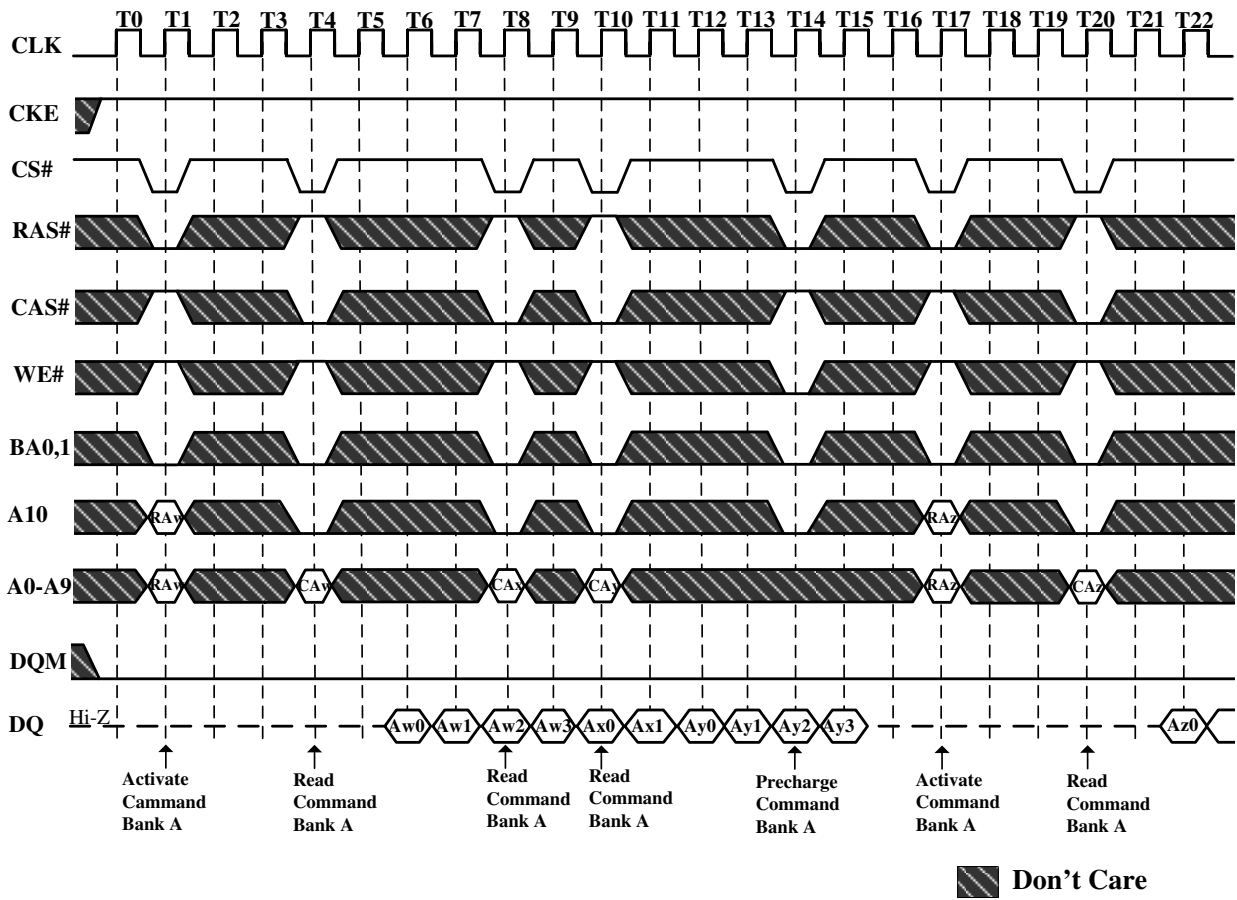 T0 T1 T2 T3 T4 T5 T6 T7 T8 T9 T10 T11 T12 T13 T14 T15 T16 T17 T18 T19 T20 T21 T22
CLK
CKE
CS#
RAS#
CAS#
WE#
BA0,1
A10 RAw RAz
A0-A9 RAw CAw CAx CAy RAz CAz
DQM
DQ Hi-Z Aw0 Aw1 Aw2 Aw3 Ax0 Ax1 Ay0 Ay1 Ay2 Ay3 Az0
Activate
Cammand
Bank A
Read
Command
Bank A
Read
Command
Bank A
Read
Command
Bank A
Precharge
Command
Bank A
Activate
Command
Bank A
Read
Command
Bank A
Don't Care